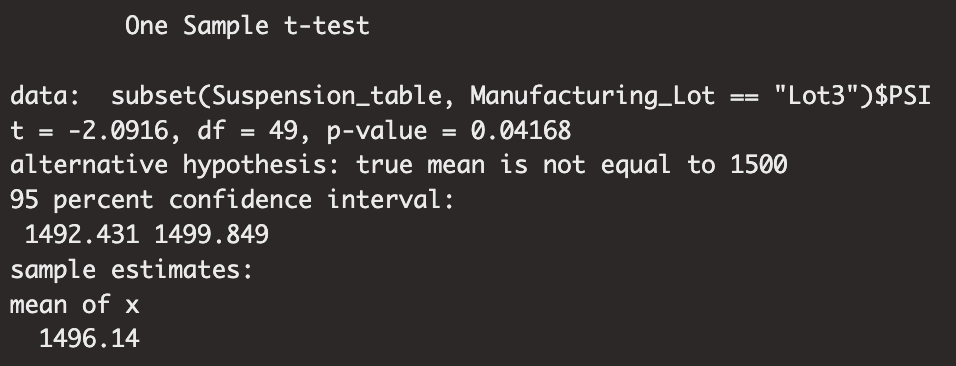 One Sample t-test
data:  subset(Suspension_table, Manufacturing_Lot == "Lot3")$PSI
t = -2.0916, df = 49, p-value = 0.04168
alternative hypothesis: true mean is not equal to 1500
95 percent confidence interval:
1492.431 1499.849
sample estimates:
mean of x
1496.14